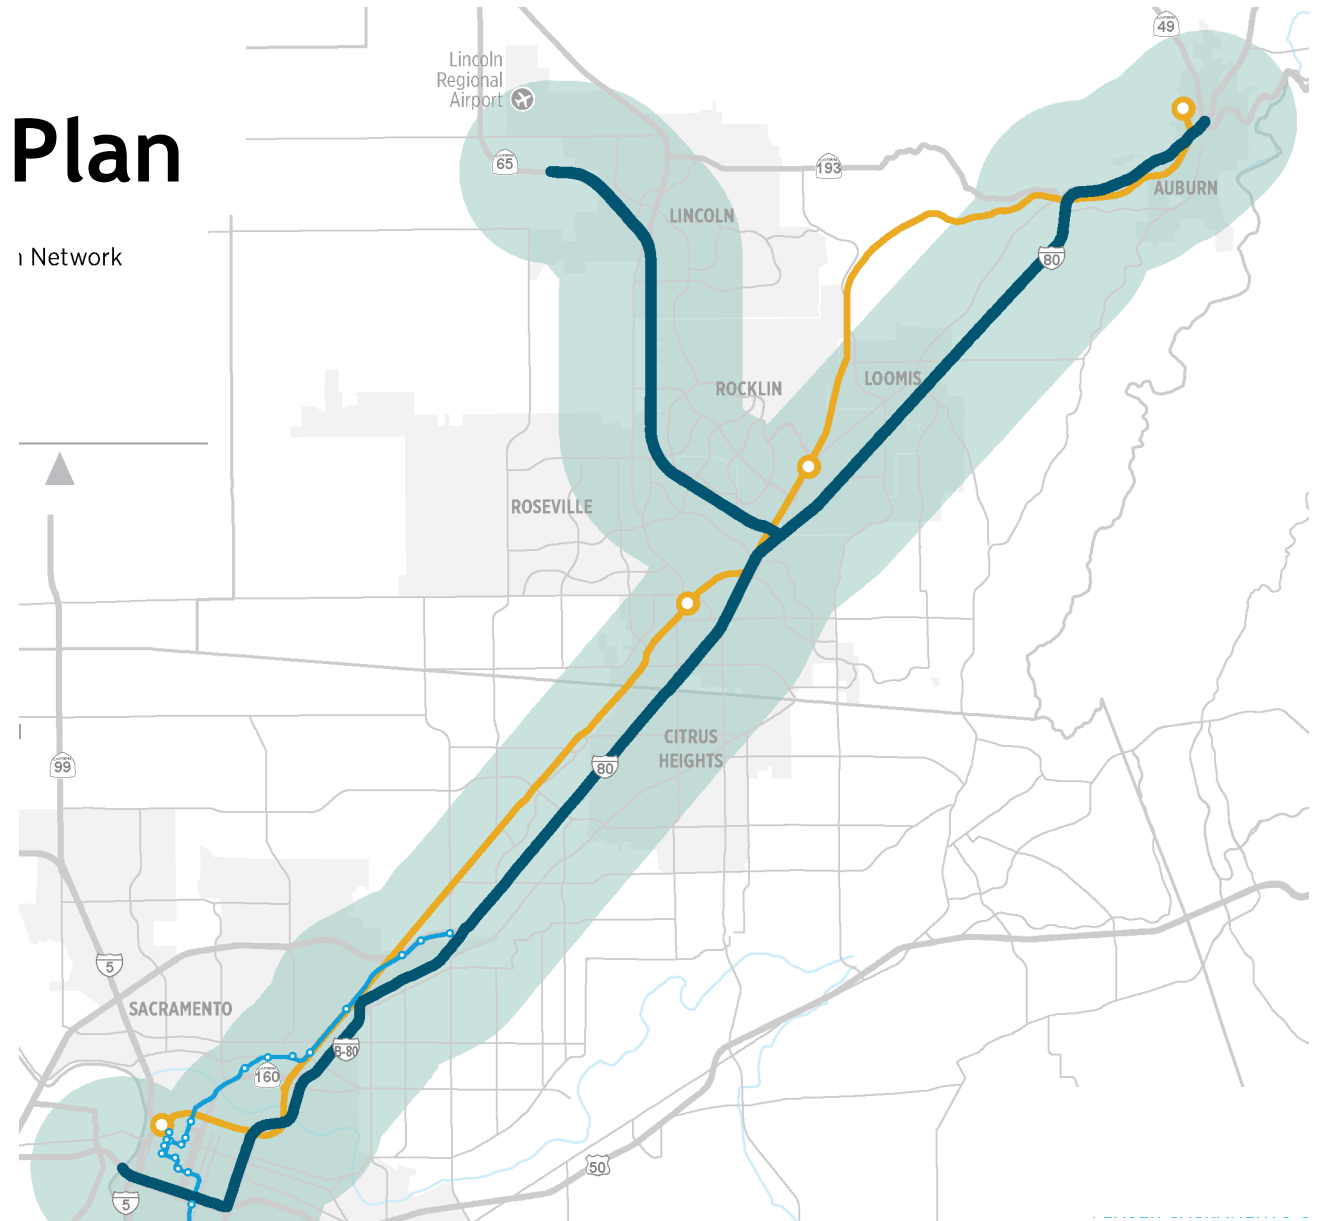 49
Lincoln
Regional
Airport
Plan
65
193
AUBURN
LINCOLN
Network
80
ROCKLIN
LOOMIS
ROSEVILLE
CITRUS
HEIGHTS
80
99
5
SACRAMENTO
B-80
160
50
5